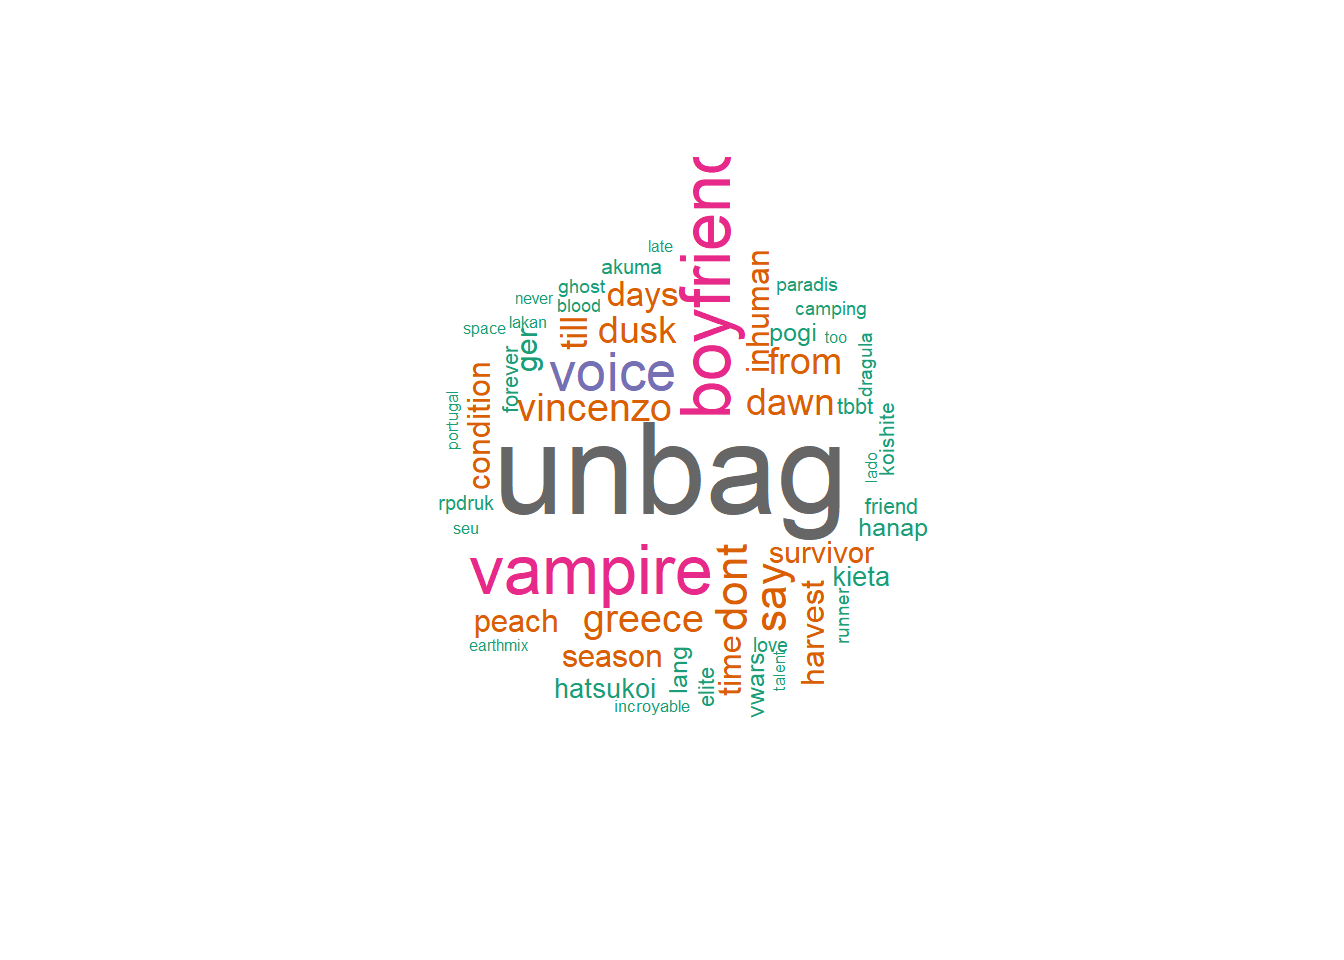 late
akuma
ghost
days
never
blood
space
lakan
ger
till
dusk
boyfriend
inhuman
paradis
camping
pogi
too
from
dragula
forever
voice
condition
portugal
vincenzo
dawn
tbbt
koishite
lado
unbag
rpdruk
seu
friend
hanap
vampire
dont
say
survivor
kieta
peach
greece
harvest
runner
earthmix
season
lang
time
love
talento
hatsukoi
elite
vwars
incroyable